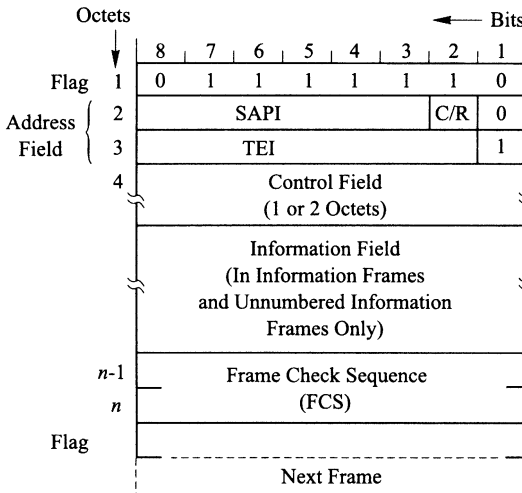 Octets
Bits
8 7 6 5 4 3 2 1
Flag 1 0 1 1 1 1 1 1 0
Address Field 2 SAPI C/R 0
3 TEI 1
4 Control Field
(1 or 2 Octets)
Information Field
(In Information Frames
and Unnumbered Information
Frames Only)
n-1 Frame Check Sequence
n (FCS)
Flag
Next Frame